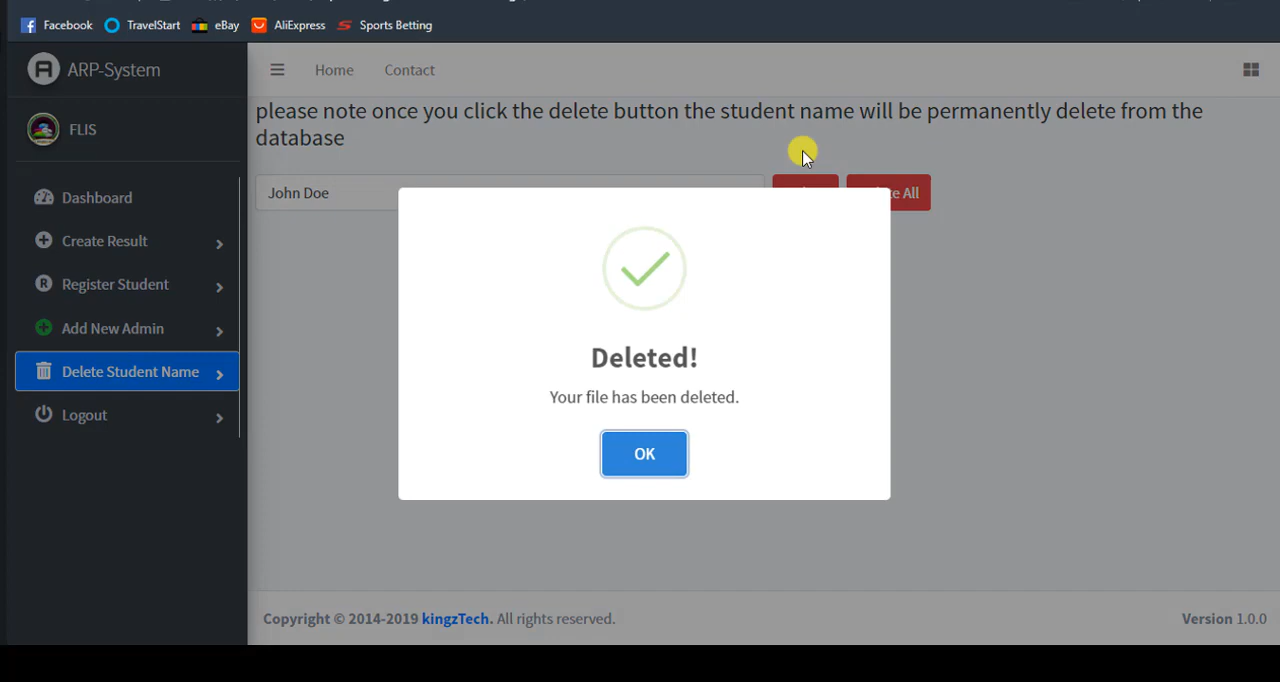 Facebook TravelStart eBay AliExpress Sports Betting
ARP-System
Home Contact
please note once you click the delete button the student name will be permanently delete from the
database
FLIS
John Doe
All
Dashboard
Create Result
Register Student
Add New Admin
Delete Student Name
Logout
Deleted!
Your file has been deleted.
OK
Copyright © 2014-2019 kingzTech. All rights reserved.
Version 1.0.0